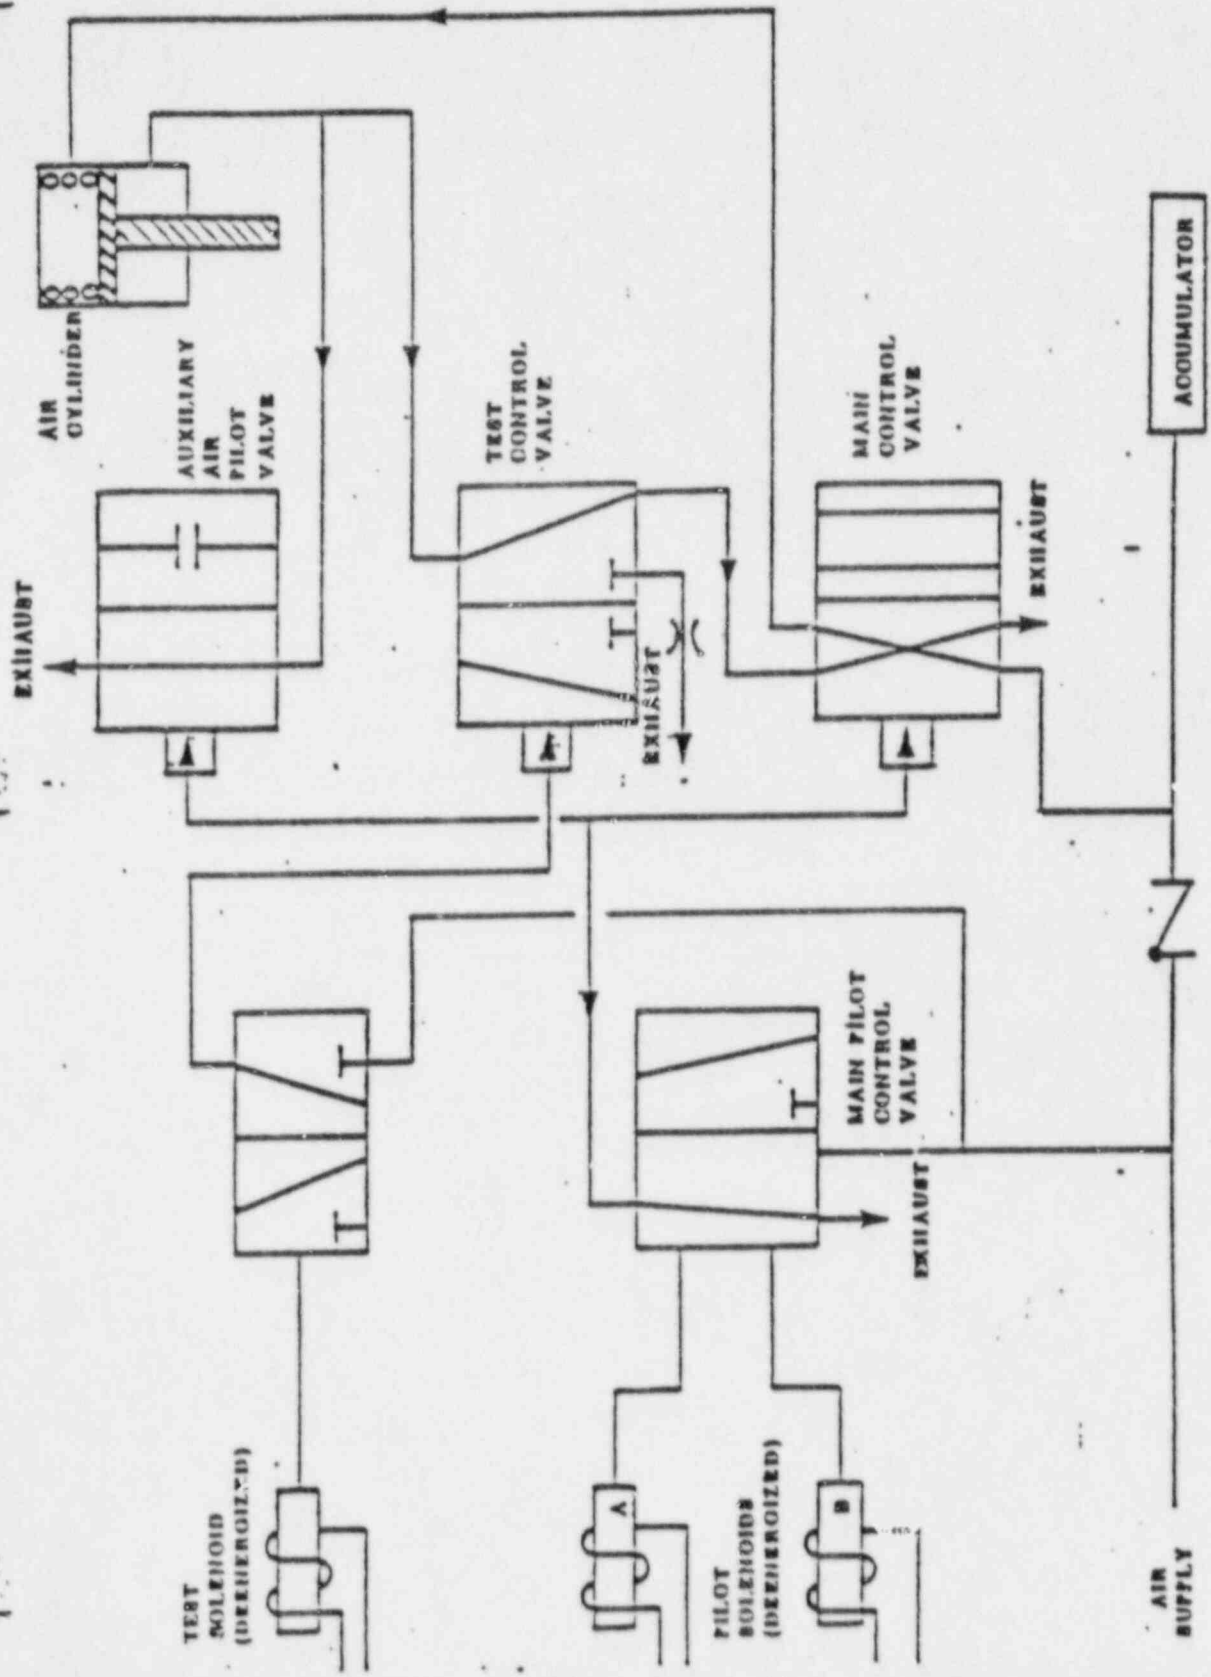 EXHAUST
AIR
CYLINDER
AUXILIARY
AIR
PILOT
VALVE
TEST
SOLENOID
(DEENERGIZED)
TEST
CONTROL
VALVE
A
EXHAUST
PILOT
SOLENOIDS
(DEENERGIZED)
B
MAIN PILOT
CONTROL
VALVE
MAIN
CONTROL
VALVE
EXHAUST
EXHAUST
AIR
SUPPLY
ACCUMULATOR